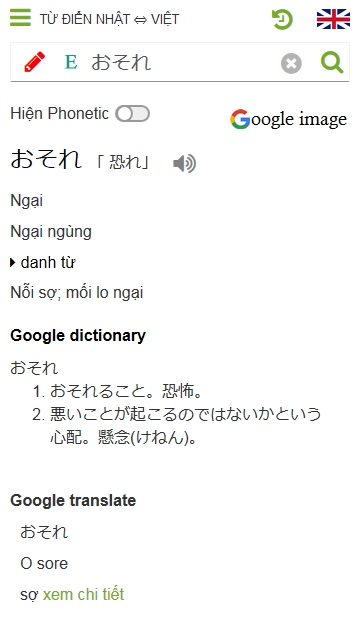 TỪ ĐIỂN NHẬT ⇔ VIỆT
E おそれ
Hiện Phonetic
Google image
おそれ 「 恐れ」
Ngại
Ngại ngùng
danh từ
Nỗi sợ; mối lo ngại
Google dictionary
おそれ
1. おそれること。恐怖。
2. 悪いことが起こるのではないかという
心配。懸念(けねん)。
Google translate
おそれ
O sore
sợ xem chi tiết